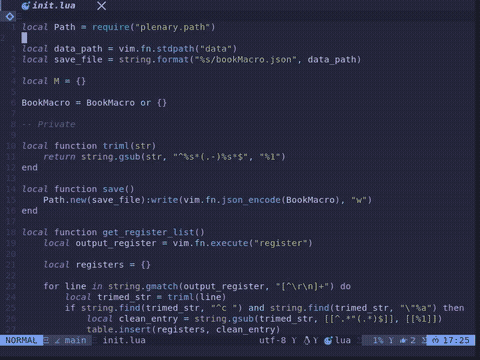 init.lua
local Path = require("plenary.path")
local data_path = vim.fn.stdpath("data")
local save_file = string.format("%s/bookMacro.json", data_path)
local M = {}
BookMacro = BookMacro or {}
-- Private
local function triml(str)
return string.gsub(str, "^%s*(.-)%s*$", "%1")
end
local function save()
Path.new(save_file):write(vim.fn.json_encode(BookMacro), "w")
end
local function get_register_list()
local output_register = vim.fn.execute("register")
local registers = {}
for line in string.gmatch(output_register, "[^\r\n]+") do
local trimed_str = triml(line)
if string.find(trimed_str, "^c ") and string.find(trimed_str, "\"%a") then
local clean_entry = string.gsub(trimed_str, [[^.*"(.*)$]], [[%1]])
table.insert(registers, clean_entry)
NORMAL main init.lua utf-8 lua 1% 2 17:25